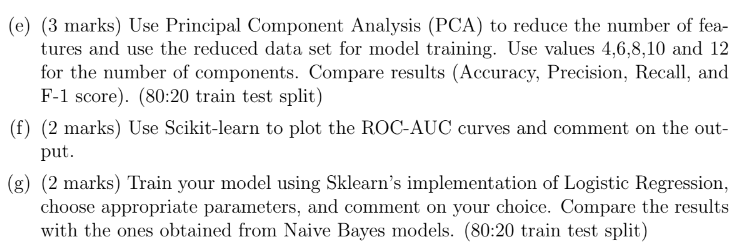 (e) (3 marks) Use Principal Component Analysis (PCA) to reduce the number of fea-
tures and use the reduced data set for model training. Use values 4,6,8,10 and 12
for the number of components. Compare results (Accuracy, Precision, Recall, and
F-1 score). (80:20 train test split)
(f) (2 marks) Use Scikit-learn to plot the ROC-AUC curves and comment on the out-
put.
(g) (2 marks) Train your model using Sklearn's implementation of Logistic Regression,
choose appropriate parameters, and comment on your choice. Compare the results
with the ones obtained from Naive Bayes models. (80:20 train test split)